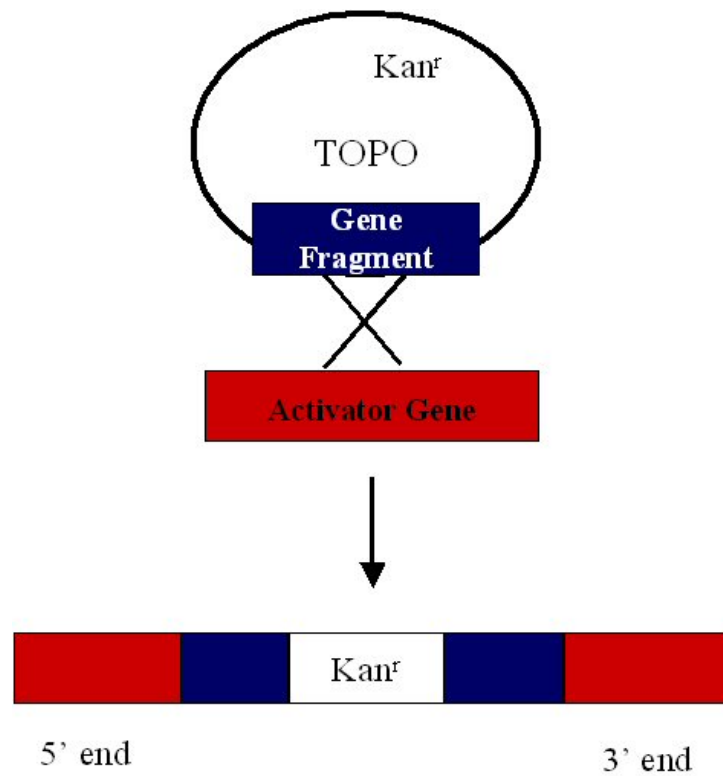 Kanʳ
TOPO
Gene
Fragment
Activator Gene
Kanʳ
5’ end
3’ end